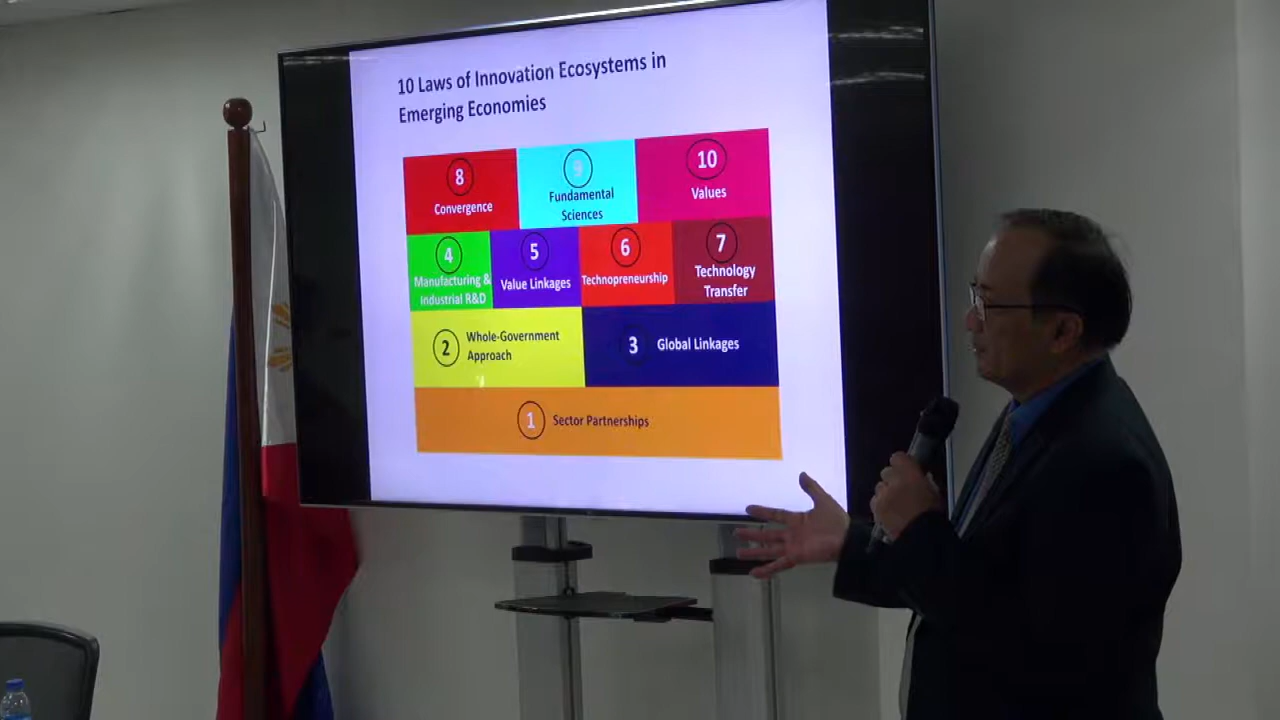 10 Laws of Innovation Ecosystems in
Emerging Economies
8
Convergence
9
Fundamental
Sciences
10
Values
4
Manufacturing &
Industrial R&D
5
Value Linkages
6
Technopreneurship
7
Technology
Transfer
2
Whole-Government
Approach
3
Global Linkages
1
Sector Partnerships